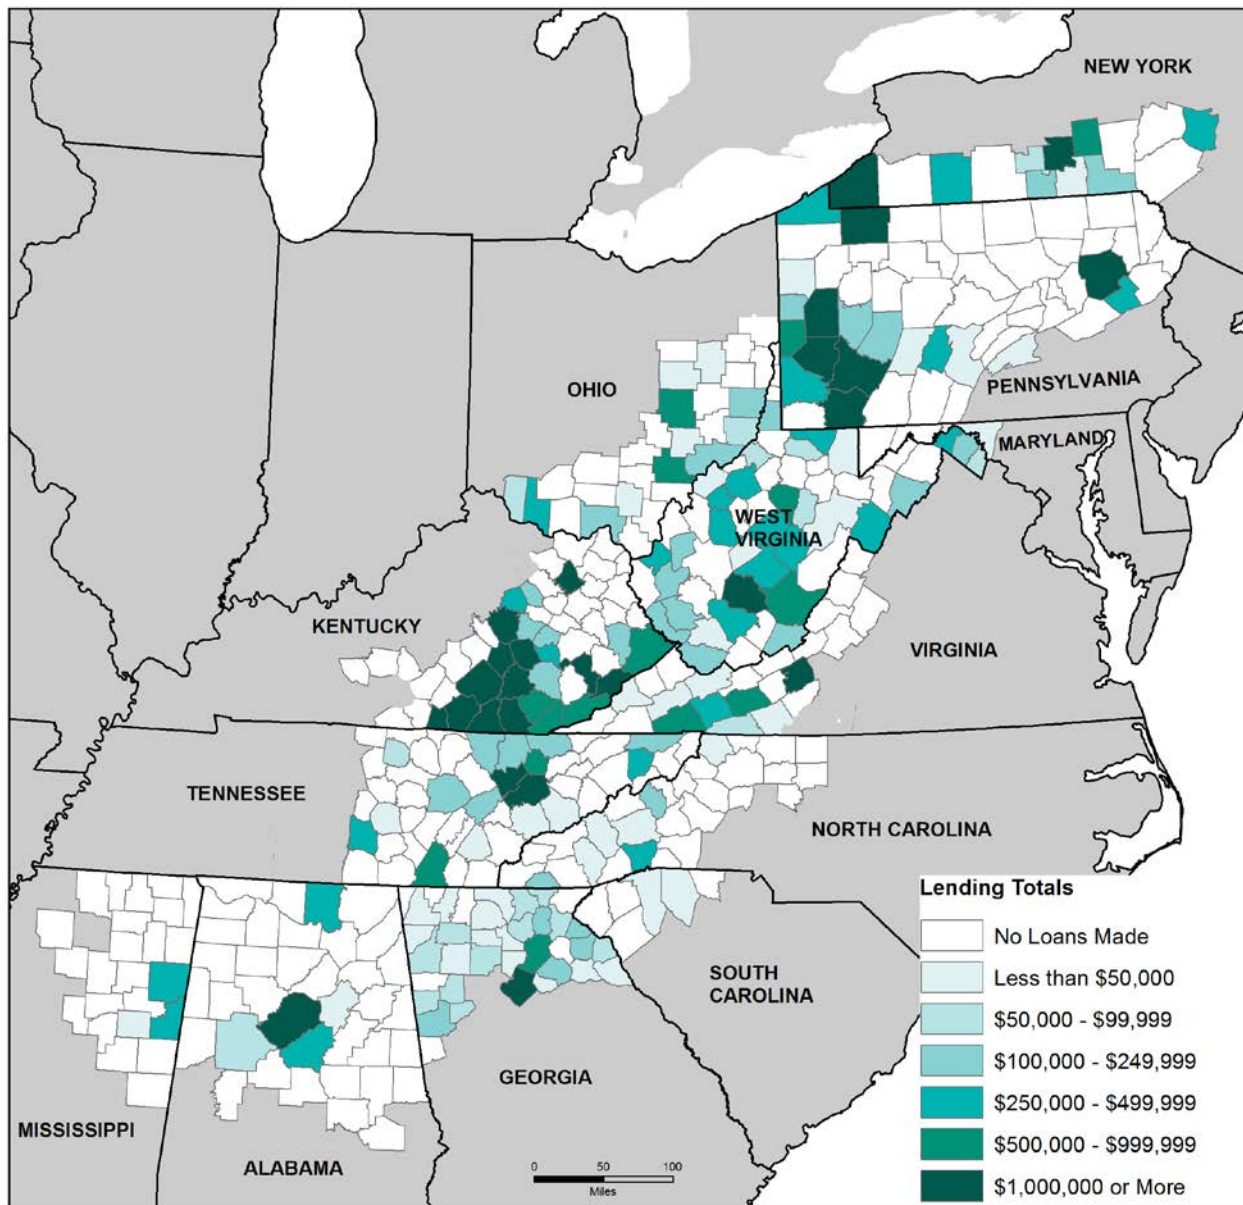 NEW YORK
OHIO
PENNSYLVANIA
MARYLAND
WEST
VIRGINIA
KENTUCKY
VIRGINIA
TENNESSEE
NORTH CAROLINA
SOUTH
CAROLINA
GEORGIA
MISSISSIPPI
ALABAMA
0 50 100
Miles
Lending Totals
No Loans Made
Less than $50,000
$50,000 - $99,999
$100,000 - $249,999
$250,000 - $499,999
$500,000 - $999,999
$1,000,000 or More